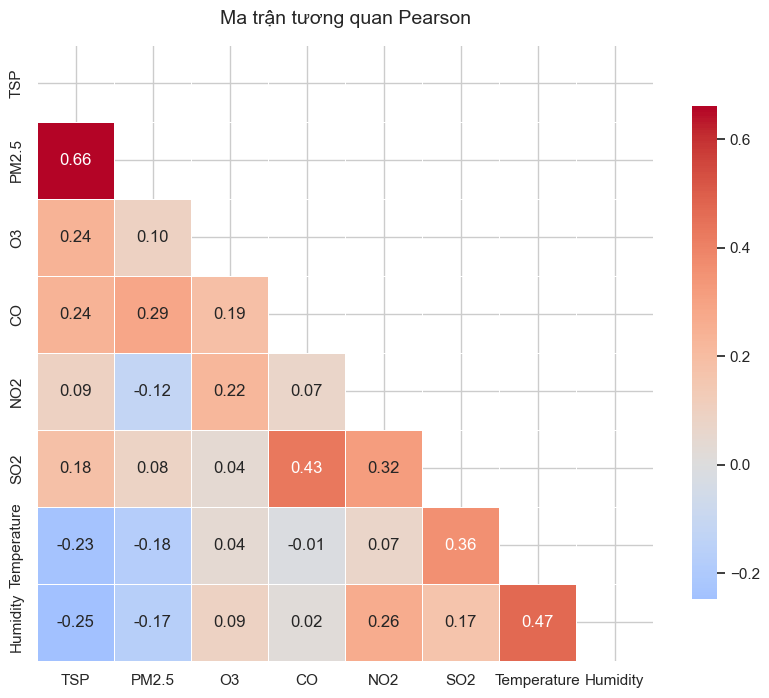 Ma trận tương quan Pearson
TSP
PM2.5 0.66
O3 0.24 0.10
CO 0.24 0.29 0.19
NO2 0.09 -0.12 0.22 0.07
SO2 0.18 0.08 0.04 0.43 0.32
Temperature -0.23 -0.18 0.04 -0.01 0.07 0.36
Humidity -0.25 -0.17 0.09 0.02 0.26 0.17 0.47
TSP PM2.5 O3 CO NO2 SO2 Temperature Humidity
0.6
0.4
0.2
0.0
−0.2